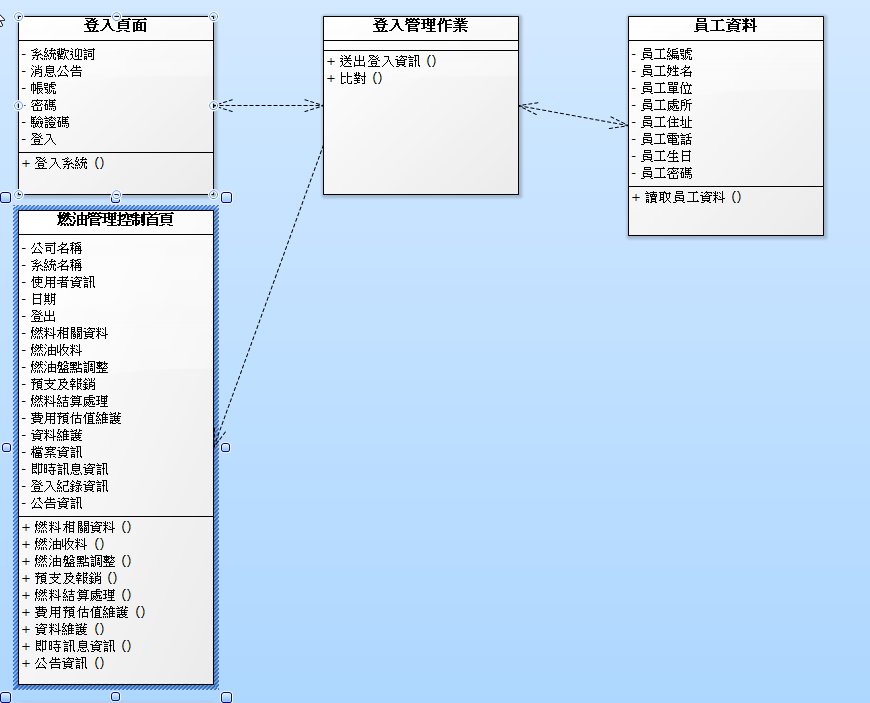 登入頁面
- 系統歡迎詞
- 消息公告
- 帳號
- 密碼
- 驗證碼
- 登入
+ 登入系統 ()
登入管理作業
+ 送出登入資訊 ()
+ 比對 ()
員工資料
- 員工編號
- 員工姓名
- 員工單位
- 員工處所
- 員工住址
- 員工電話
- 員工生日
- 員工密碼
+ 讀取員工資料 ()
燃油管理控制首頁
- 公司名稱
- 系統名稱
- 使用者資訊
- 日期
- 登出
- 燃料相關資料
- 燃油收料
- 燃油盤點調整
- 預支及報銷
- 燃料結算處理
- 費用預估值維護
- 資料維護
- 檔案資訊
- 即時訊息資訊
- 登入紀錄資訊
- 公告資訊
+ 燃料相關資料 ()
+ 燃油收料 ()
+ 燃油盤點調整 ()
+ 預支及報銷 ()
+ 燃料結算處理 ()
+ 費用預估值維護 ()
+ 資料維護 ()
+ 即時訊息資訊 ()
+ 公告資訊 ()